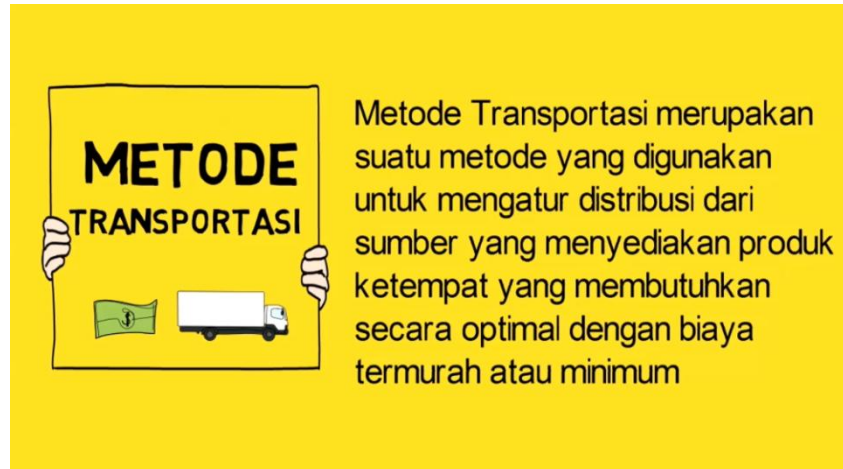 METODE
TRANSPORTASI
Metode Transportasi merupakan
suatu metode yang digunakan
untuk mengatur distribusi dari
sumber yang menyediakan produk
ketempat yang membutuhkan
secara optimal dengan biaya
termurah atau minimum